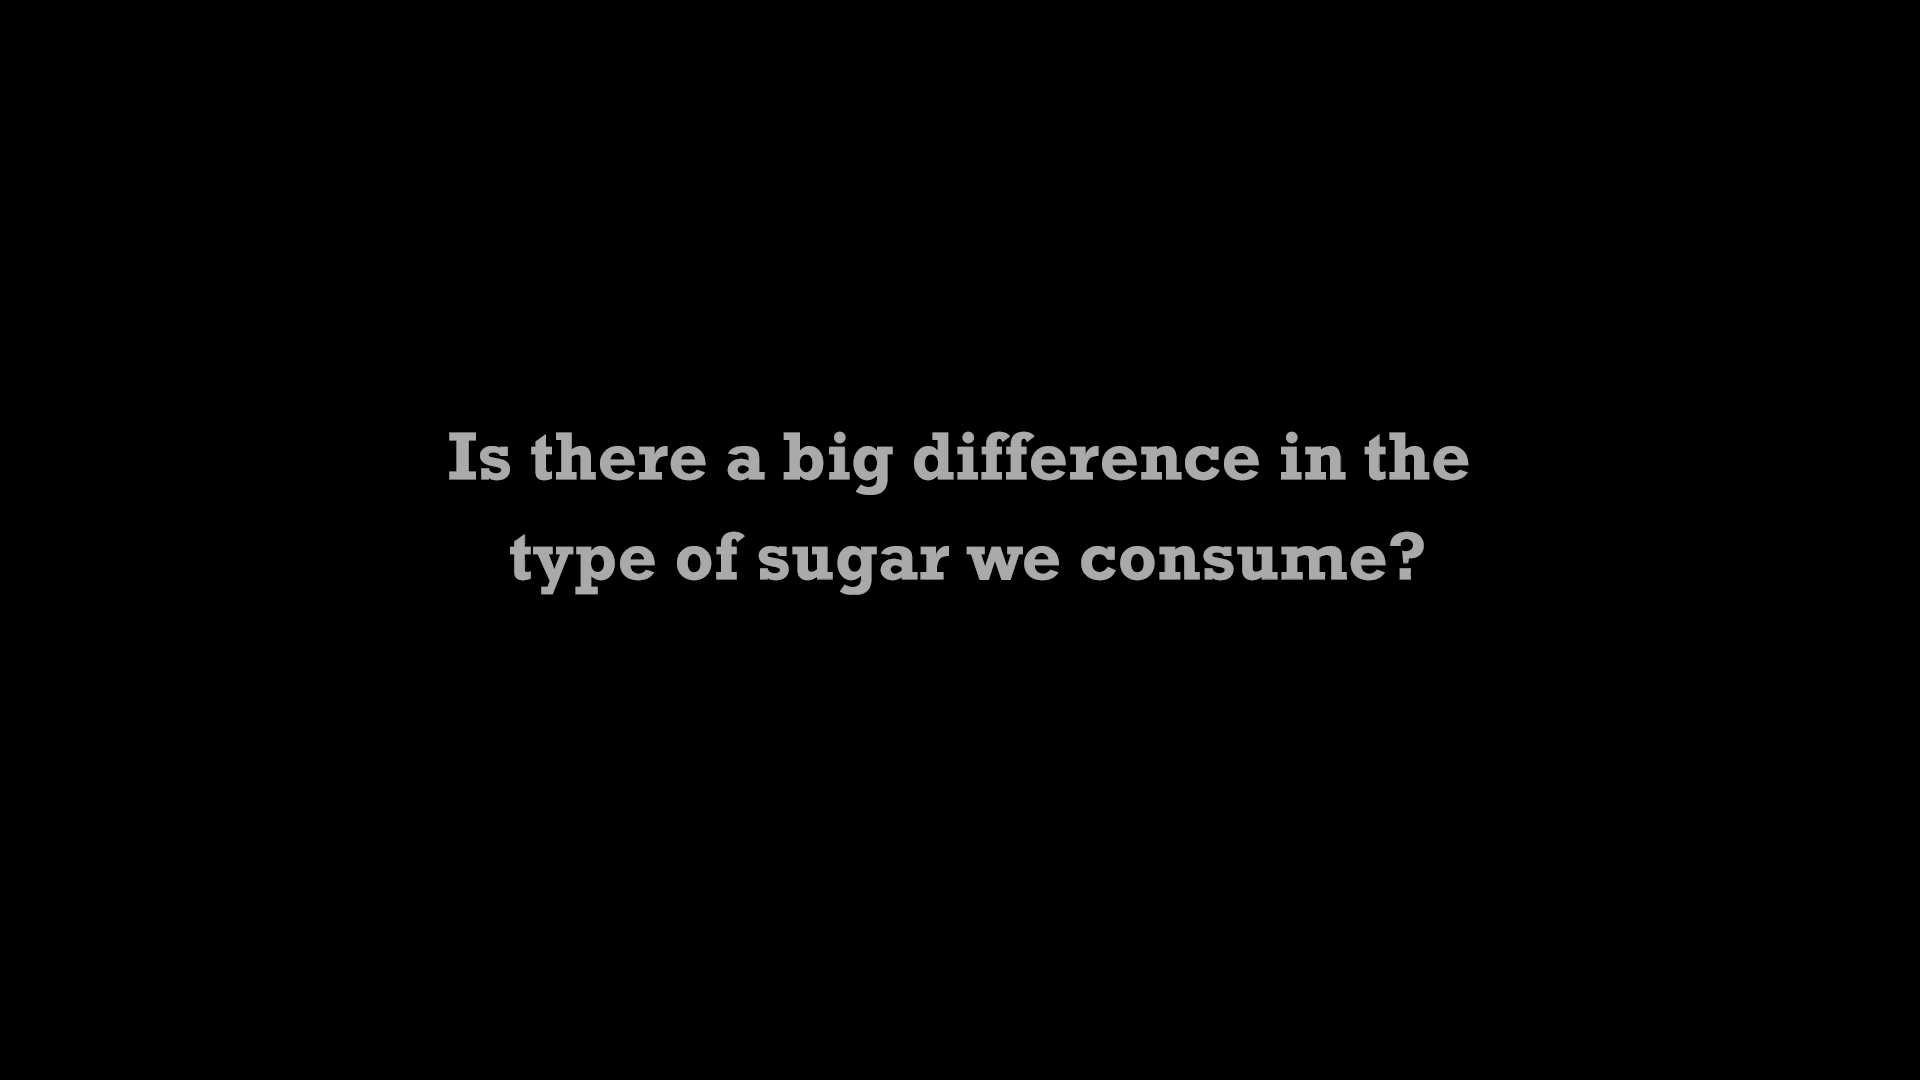 Is there a big difference in the
type of sugar we consume?